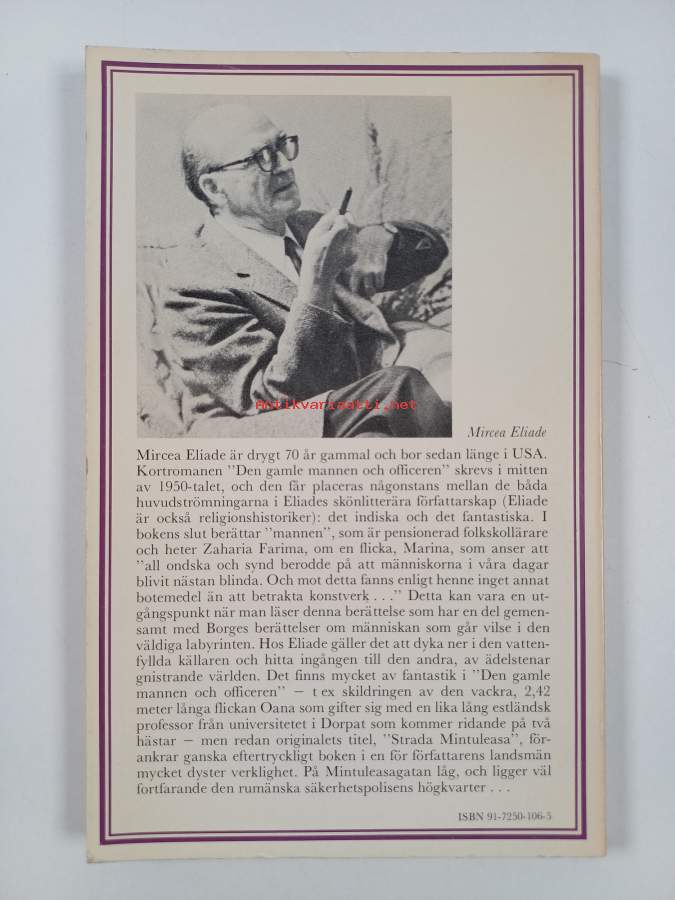 antikvariaatti.net
Mircea Eliade
Mircea Eliade är drygt 70 år gammal och bor sedan länge i USA.
Kortromanen ”Den gamle mannen och officeren” skrevs i mitten
av 1950-talet, och den får placeras någonstans mellan de båda
huvudströmningarna i Eliades skönlitterära författarskap (Eliade
är också religionshistoriker): det indiska och det fantastiska. I
bokens slut berättar ”mannen”, som är pensionerad folkskollärare
och heter Zaharia Farima, om en flicka, Marina, som anser att
”all ondska och synd berodde på att människorna i våra dagar
blivit nästan blinda. Och mot detta fanns enligt henne inget annat
botemedel än att betrakta konstverk . . .” Detta kan vara en ut-
gångspunkt när man läser denna berättelse som har en del gemen-
samt med Borges berättelser om människan som går vilse i den
väldiga labyrinten. Hos Eliade gäller det att dyka ner i den vatten-
fyllda källaren och hitta ingången till den andra, av ädelstenar
gnistrande världen. Det finns mycket av fantastik i ”Den gamle
mannen och officeren” – t ex skildringen av den vackra, 2,42
meter långa flickan Oana som gifter sig med en lika lång estländsk
professor från universitetet i Dorpat som kommer ridande på två
hästar – men redan originalets titel, ”Strada Mintuleasa”, för-
ankrar ganska eftertryckligt boken i en för författarens landsmän
mycket dyster verklighet. På Mintuleasagatan låg, och ligger väl
fortfarande den rumänska säkerhetspolisens högkvarter . . .
ISBN 91-7250-106-5